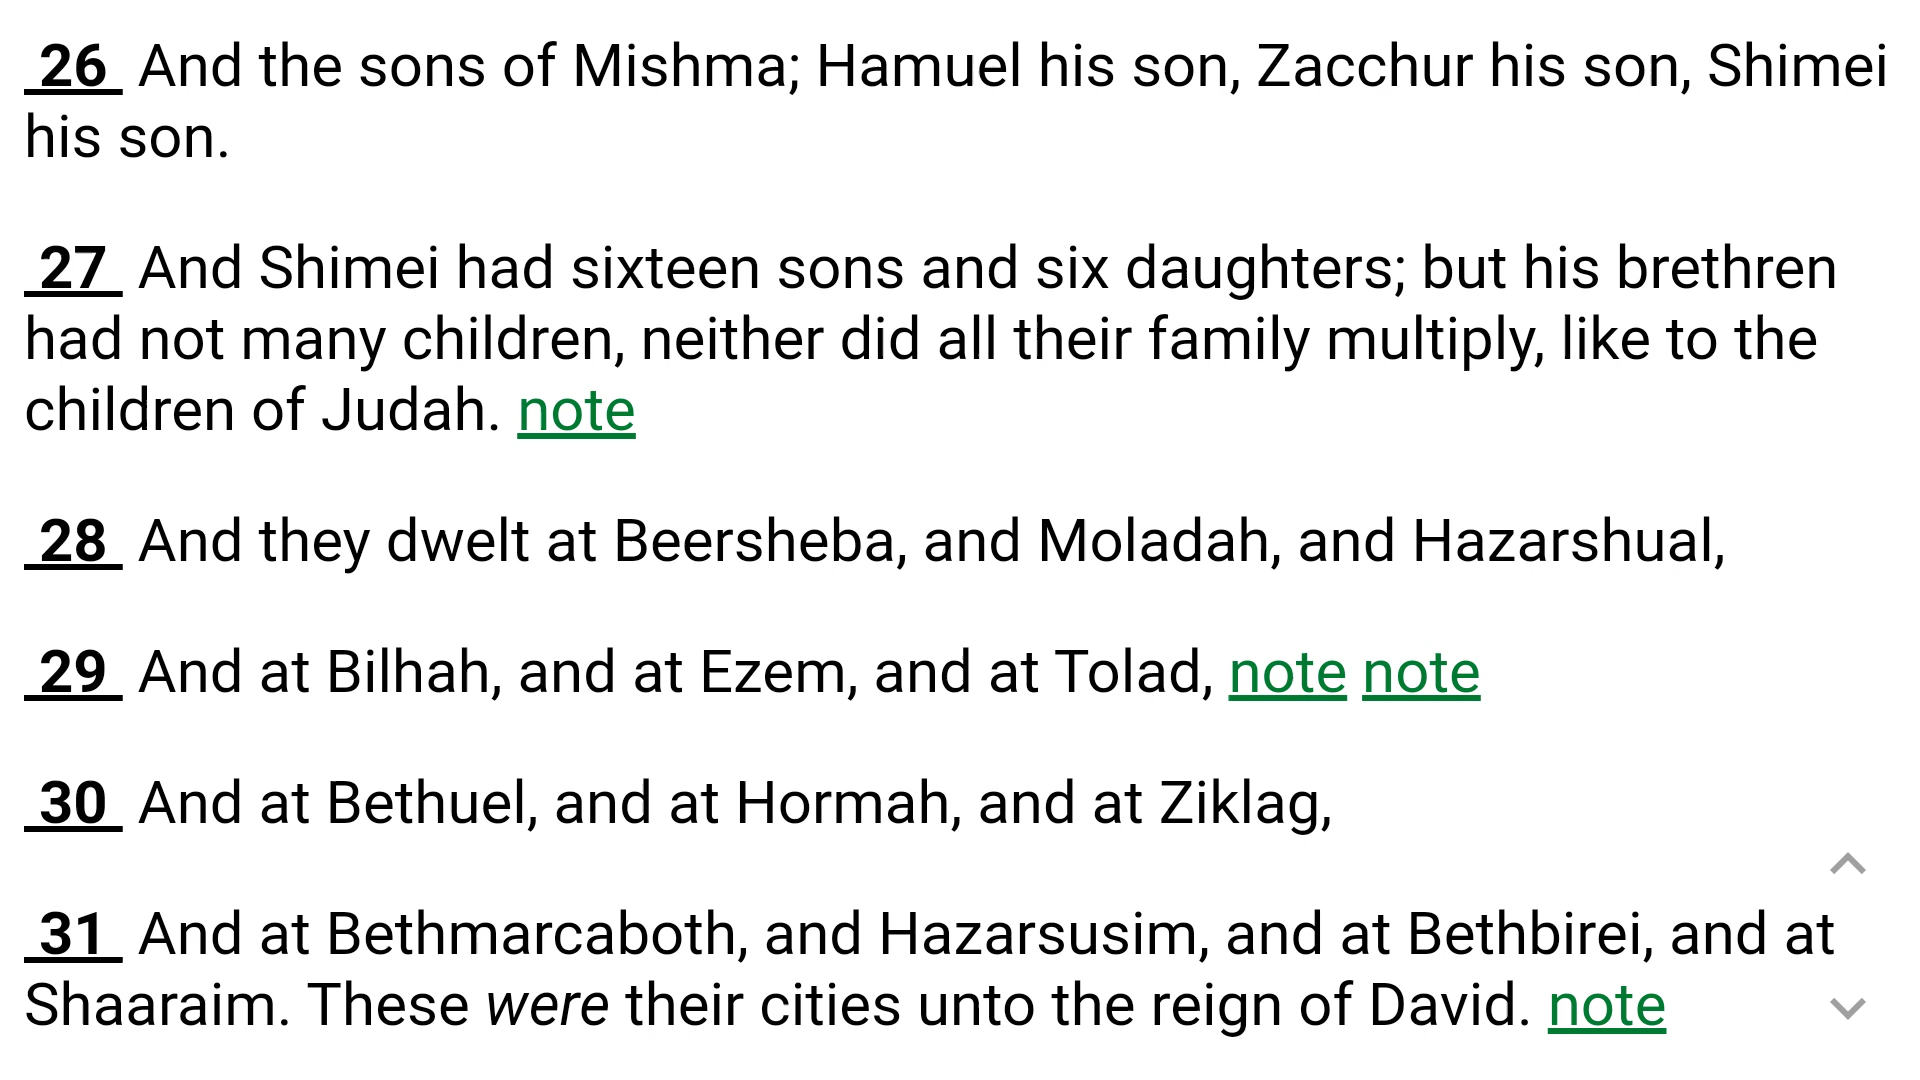 26 And the sons of Mishma; Hamuel his son, Zacchur his son, Shimei
his son.
27 And Shimei had sixteen sons and six daughters; but his brethren
had not many children, neither did all their family multiply, like to the
children of Judah. note
28 And they dwelt at Beersheba, and Moladah, and Hazarshual,
29 And at Bilhah, and at Ezem, and at Tolad, note note
30 And at Bethuel, and at Hormah, and at Ziklag,
31 And at Bethmarcaboth, and Hazarsusim, and at Bethbirei, and at
Shaaraim. These were their cities unto the reign of David. note